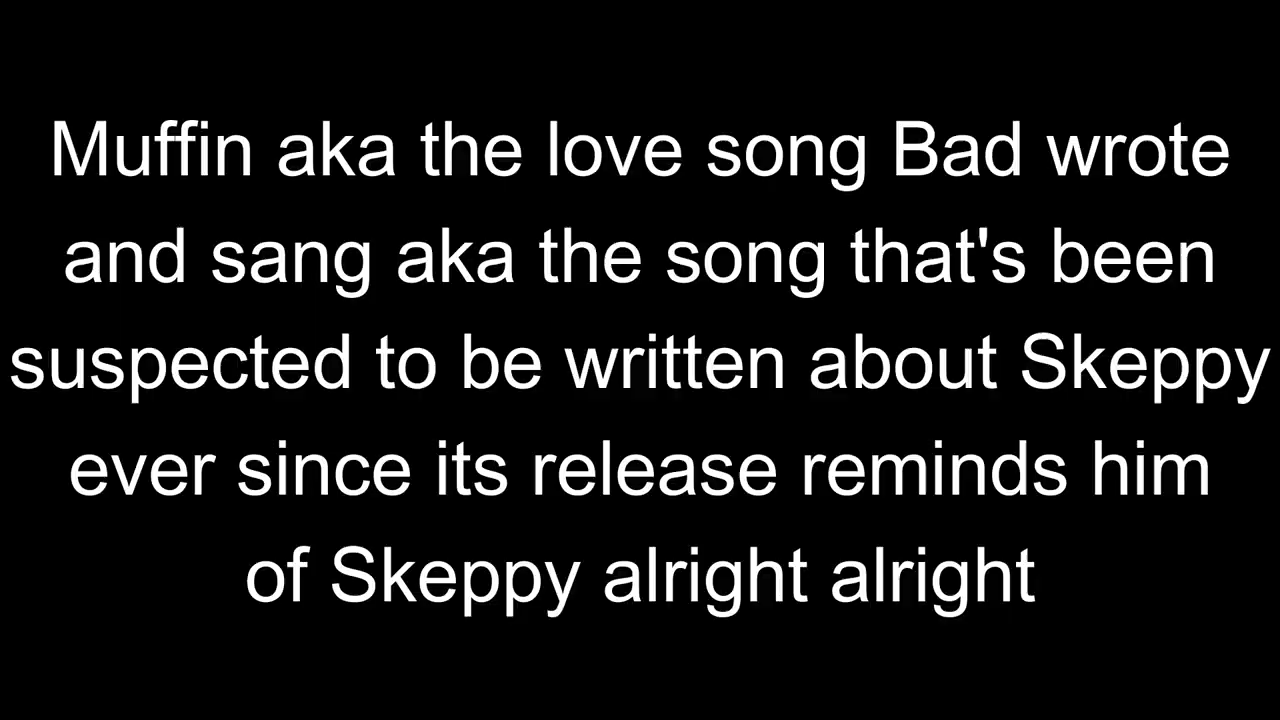 Muffin aka the love song Bad wrote
and sang aka the song that's been
suspected to be written about Skeppy
ever since its release reminds him
of Skeppy alright alright